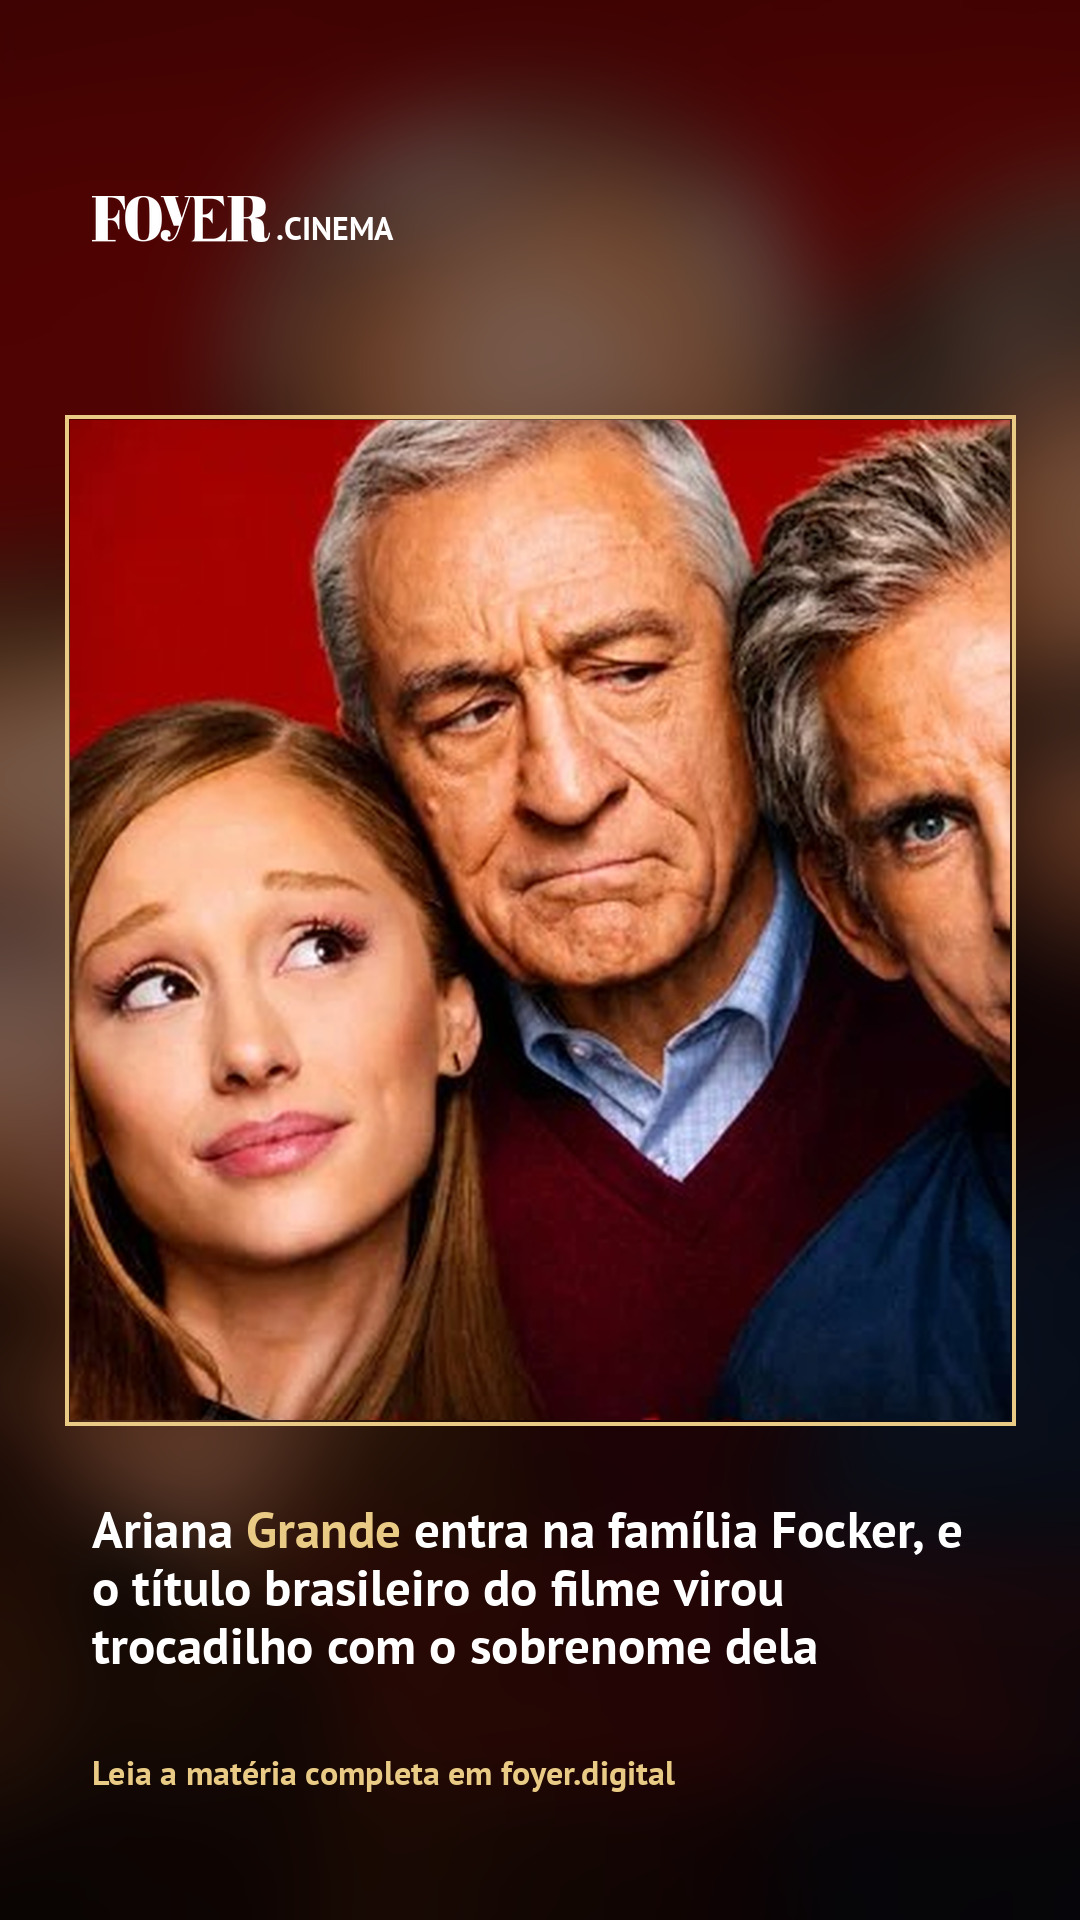 FOYER.CINEMA
Ariana Grande entra na família Focker, e
o título brasileiro do filme virou
trocadilho com o sobrenome dela
Leia a matéria completa em foyer.digital